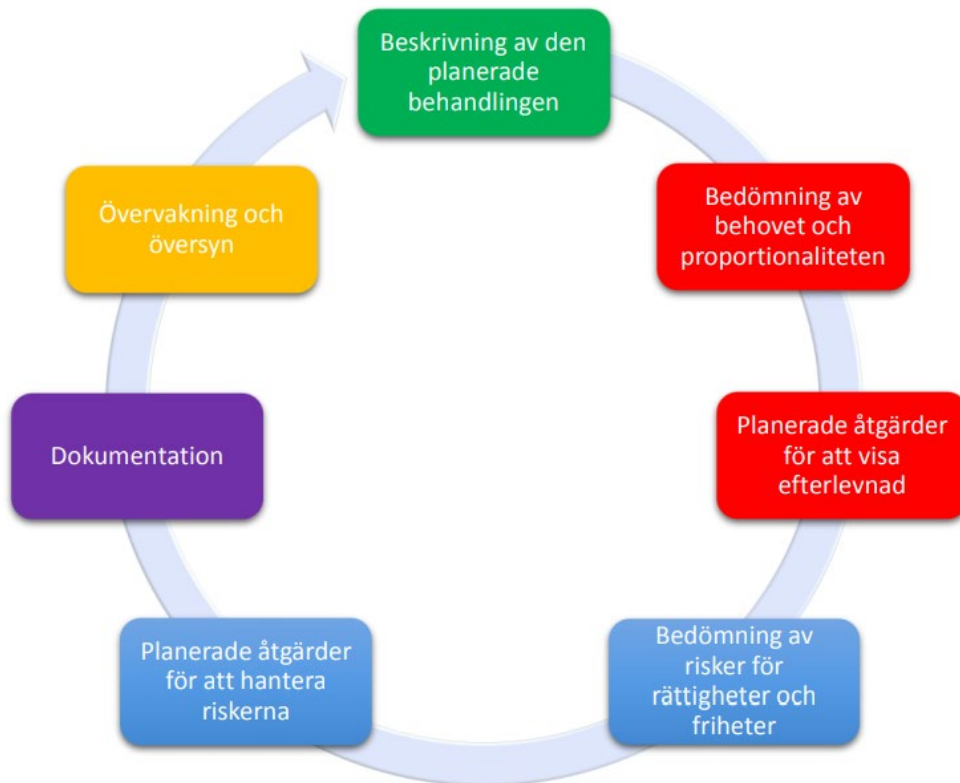 Beskrivning av den
planerade
behandlingen
Bedömning av
behovet och
proportionaliteten
Planerade åtgärder
för att visa
efterlevnad
Bedömning av
risker för
rättigheter och
friheter
Planerade åtgärder
för att hantera
riskerna
Dokumentation
Övervakning och
översyn